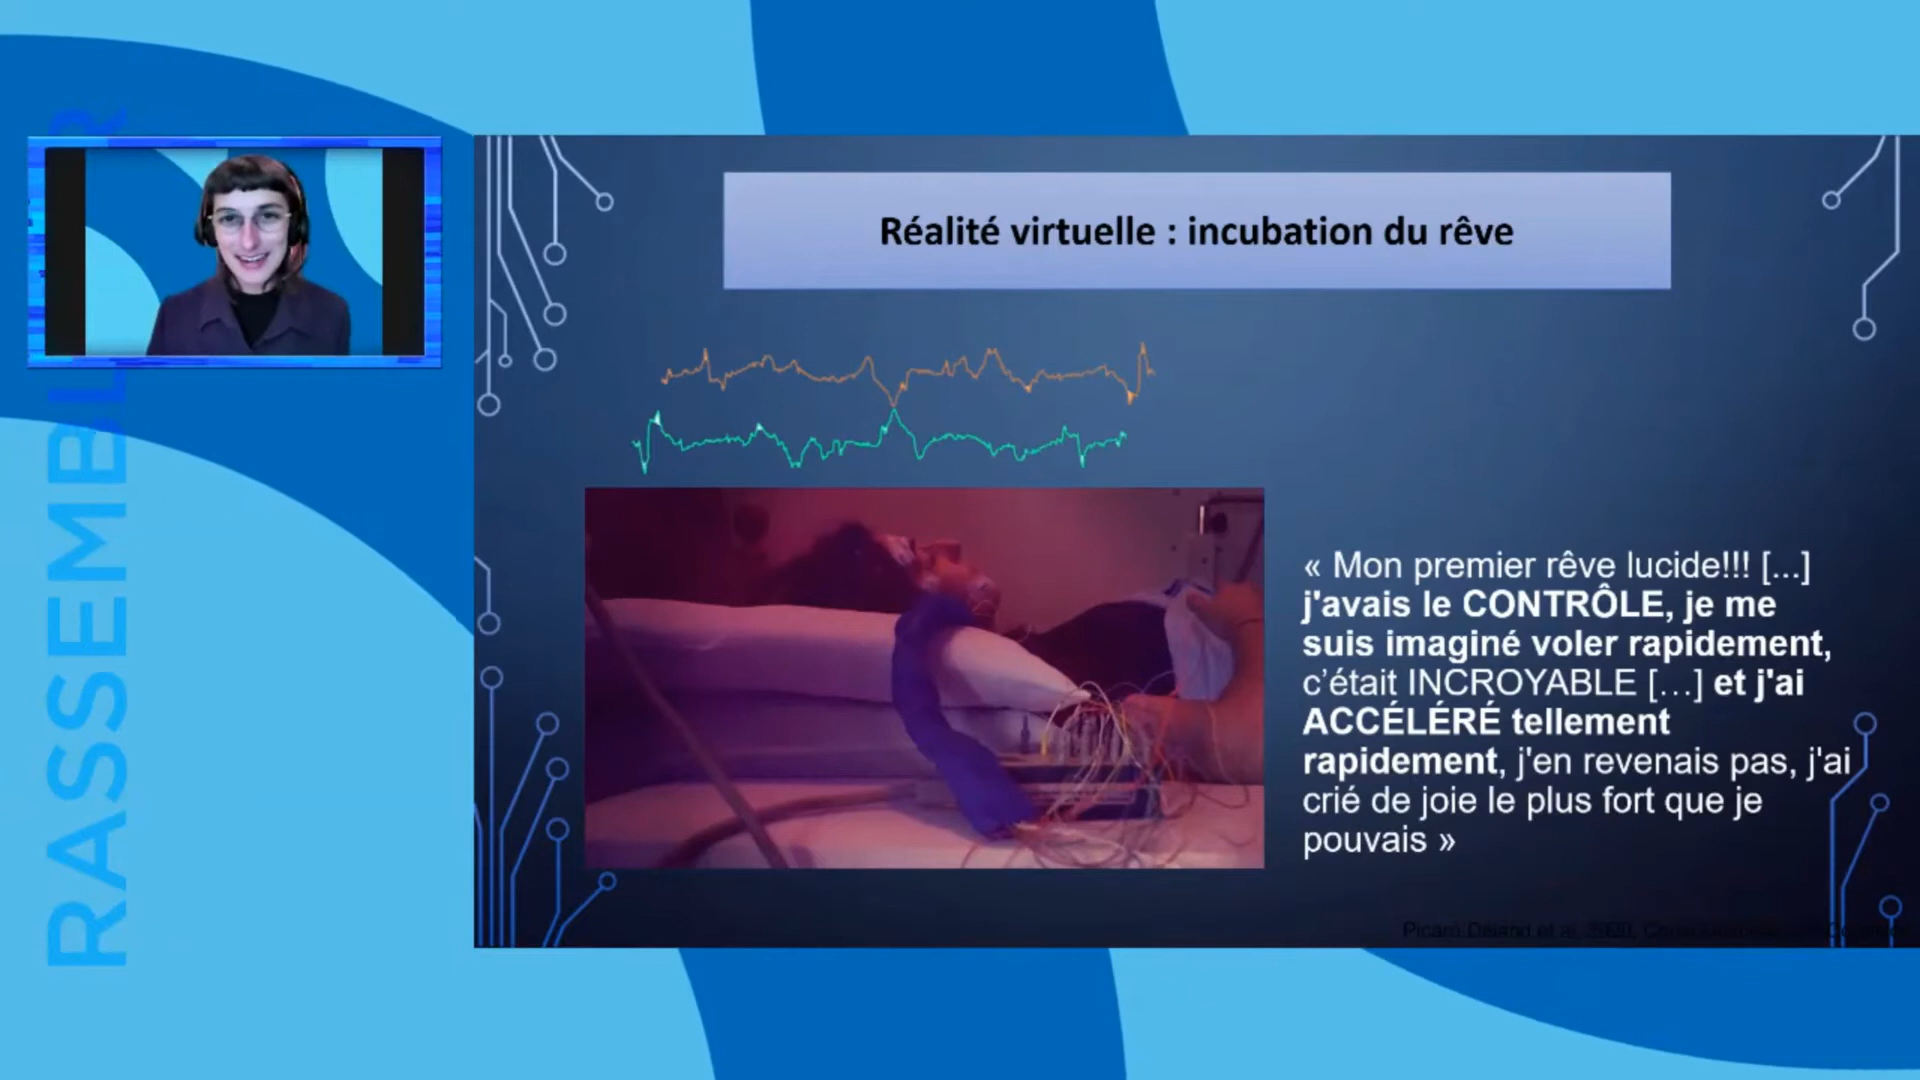 RASSEMBL R
Réalité virtuelle : incubation du rêve
« Mon premier rêve lucide!!! [...]
j'avais le CONTRÔLE, je me
suis imaginé voler rapidement,
c’était INCROYABLE […] et j'ai
ACCÉLÉRÉ tellement
rapidement, j'en revenais pas, j'ai
crié de joie le plus fort que je
pouvais »